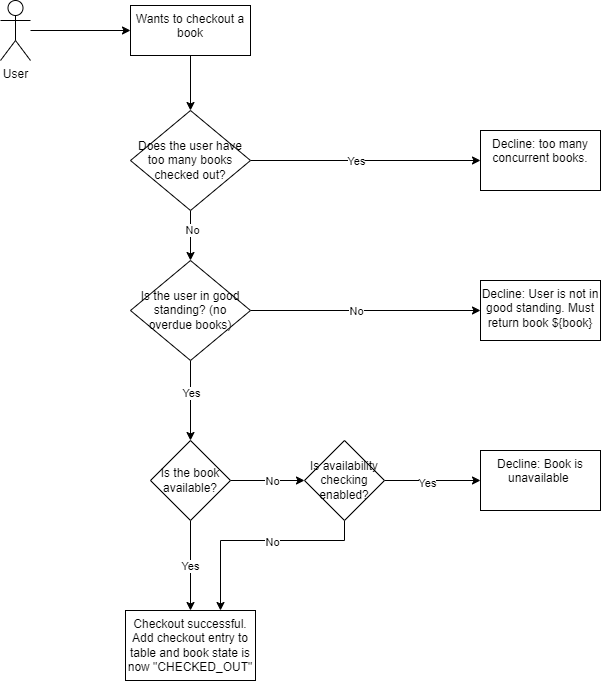 Wants to checkout a
book
User
Does the user have
too many books
checked out?
Yes
Decline: too many
concurrent books.
No
Is the user in good
standing? (no
overdue books)
No
Decline: User is not in
good standing. Must
return book ${book}
Yes
Is the book
available?
No
Is availability
checking
enabled?
Yes
Decline: Book is
unavailable
No
Yes
Checkout successful.
Add checkout entry to
table and book state is
now "CHECKED_OUT"